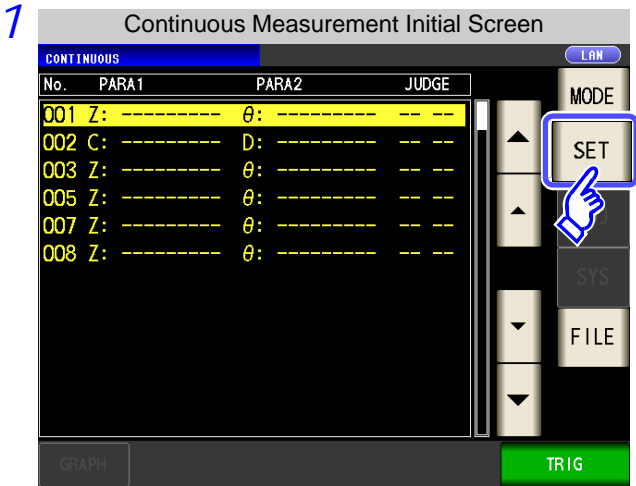 1 Continuous Measurement Initial Screen
CONTINUOUS LAN
No. PARA1 PARA2 JUDGE
001 Z: --------- θ: --------- -- --
002 C: --------- D: --------- -- --
003 Z: --------- θ: --------- -- --
005 Z: --------- θ: --------- -- --
007 Z: --------- θ: --------- -- --
008 Z: --------- θ: --------- -- --
MODE
SET
SYS
FILE
GRAPH TRIG